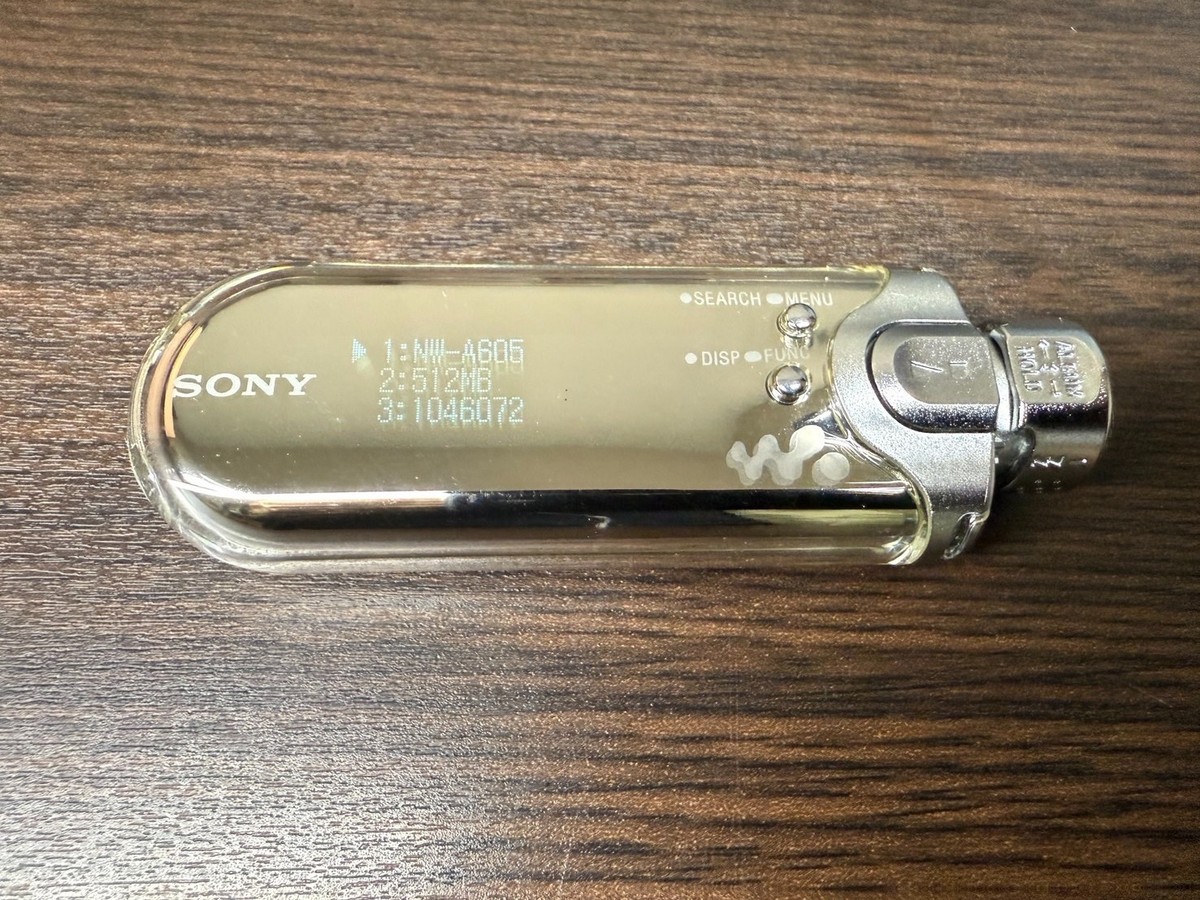 SONY
1:NW-A605
2:512MB
3:1046072
SEARCH MENU
DISP FUNC